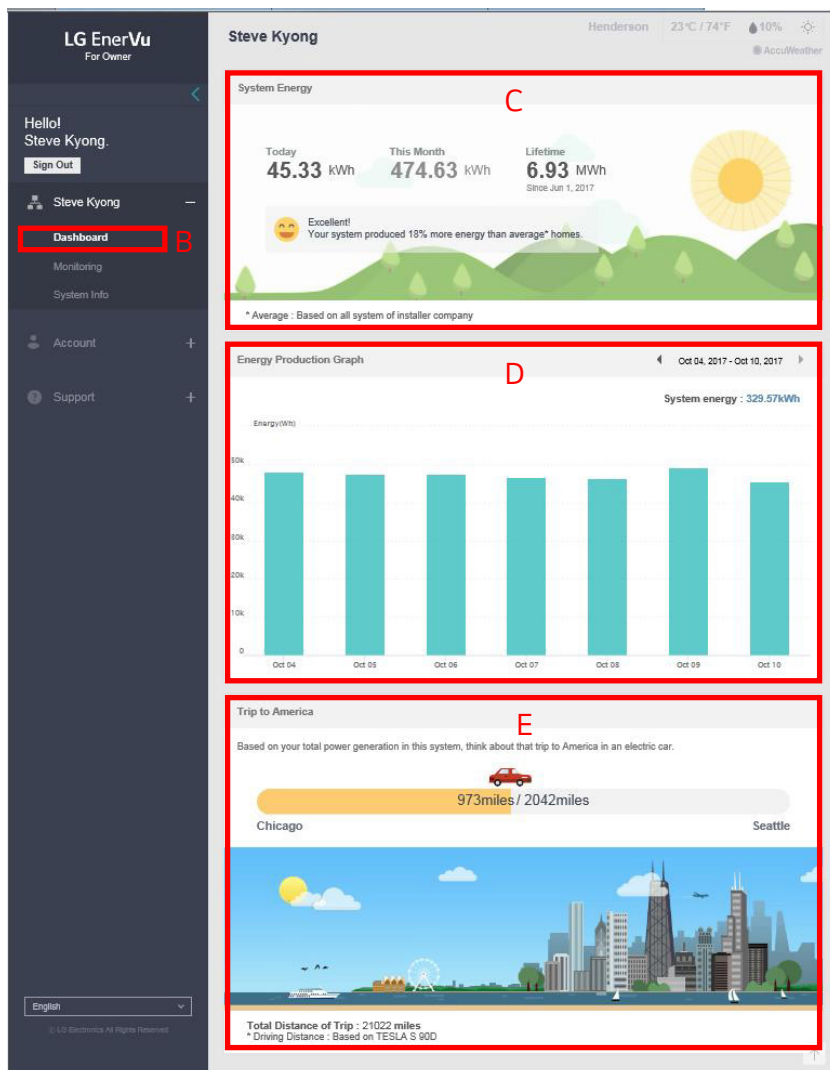 LG EnerVu
For Owner
Hello!
Steve Kyong.
Sign Out
Steve Kyong
Dashboard
B
Monitoring
System Info
Account
Support
English
© LG Electronics All Rights Reserved
Steve Kyong
Henderson 23°C / 74°F 10%
AccuWeather
System Energy
C
Today This Month Lifetime
45.33 kWh 474.63 kWh 6.93 MWh
Since Jun 1, 2017
Excellent!
Your system produced 18% more energy than average* homes.
* Average : Based on all system of installer company
Energy Production Graph
D
Oct 04, 2017 - Oct 10, 2017
System energy : 329.57kWh
Energy(Wh)
50k
40k
30k
20k
10k
0
Oct 04 Oct 05 Oct 06 Oct 07 Oct 08 Oct 09 Oct 10
Trip to America
E
Based on your total power generation in this system, think about that trip to America in an electric car.
973miles / 2042miles
Chicago Seattle
Total Distance of Trip : 21022 miles
* Driving Distance : Based on TESLA S 90D